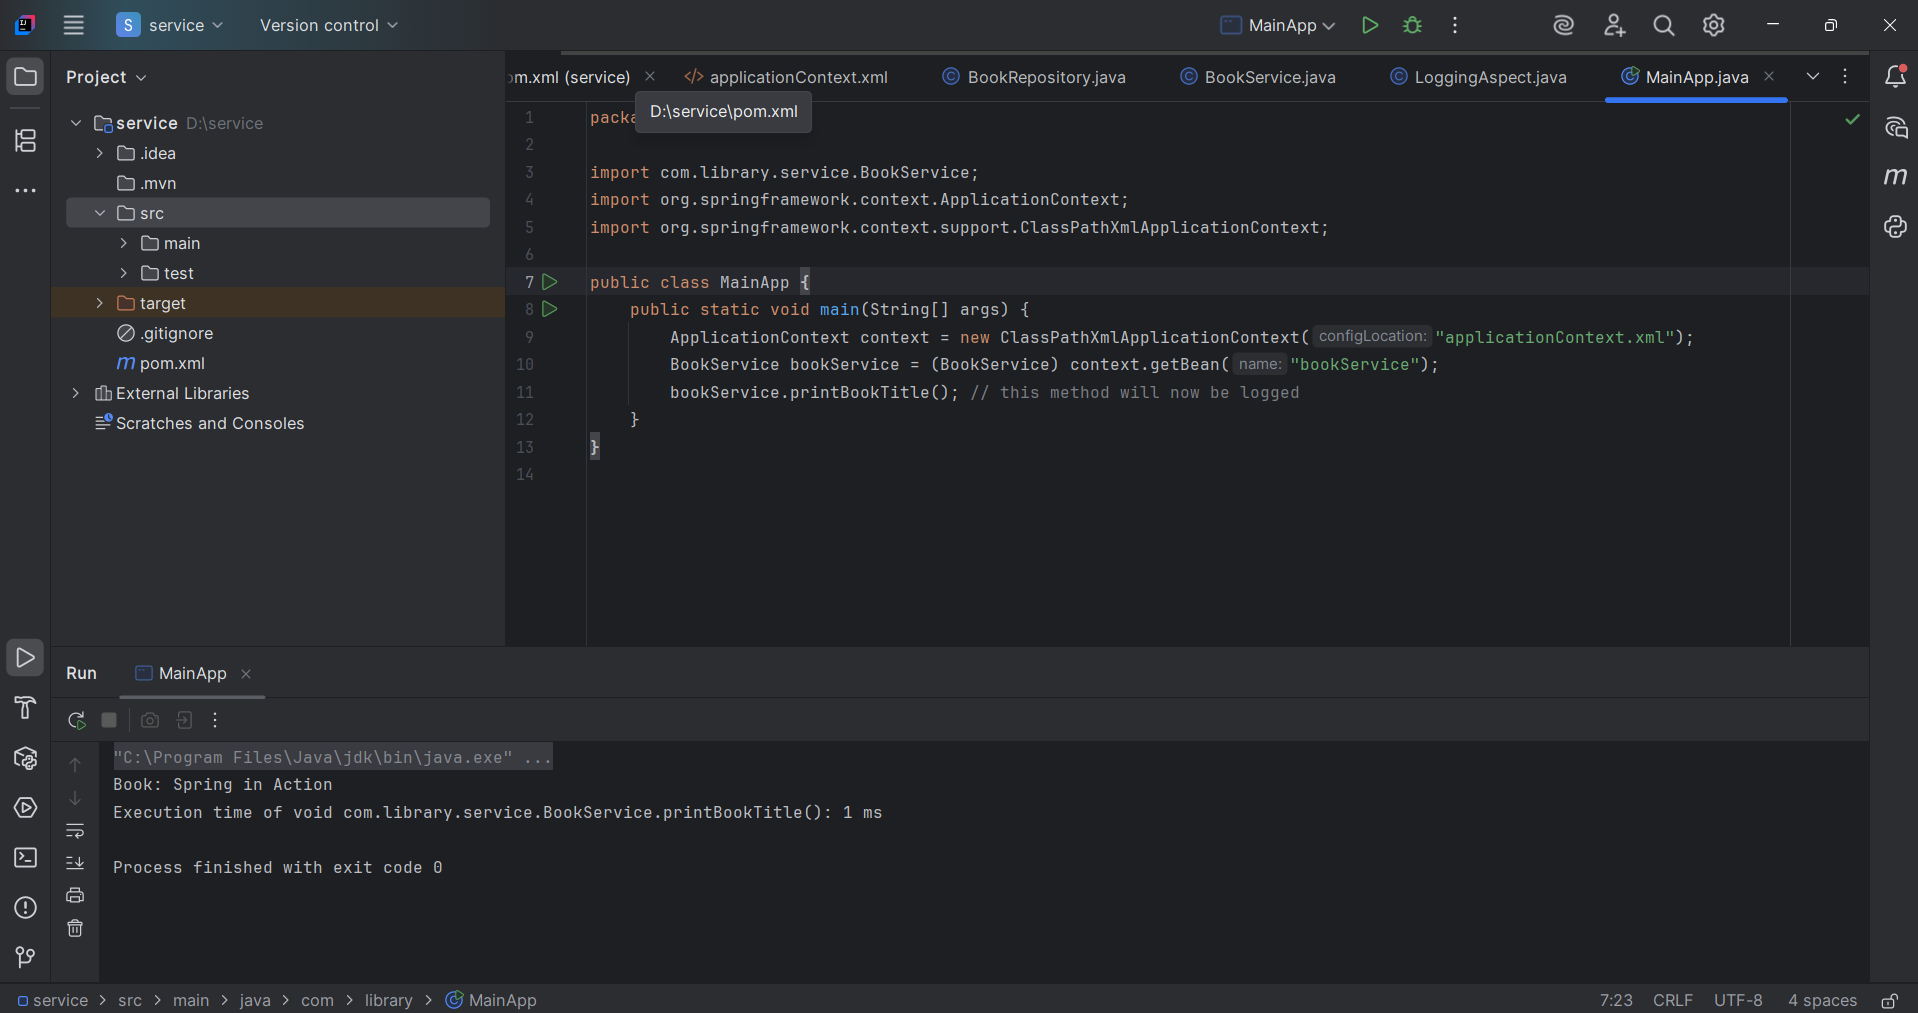 S service Version control MainApp
Project
pom.xml (service) applicationContext.xml BookRepository.java BookService.java LoggingAspect.java MainApp.java
D:\service\pom.xml
service D:\service
.idea
.mvn
src
main
test
target
.gitignore
pom.xml
External Libraries
Scratches and Consoles
1 packa
2
3 import com.library.service.BookService;
4 import org.springframework.context.ApplicationContext;
5 import org.springframework.context.support.ClassPathXmlApplicationContext;
6
7 public class MainApp {
8 public static void main(String[] args) {
9 ApplicationContext context = new ClassPathXmlApplicationContext( configLocation: "applicationContext.xml");
10 BookService bookService = (BookService) context.getBean( name: "bookService");
11 bookService.printBookTitle(); // this method will now be logged
12 }
13 }
14
Run MainApp
"C:\Program Files\Java\jdk\bin\java.exe" ...
Book: Spring in Action
Execution time of void com.library.service.BookService.printBookTitle(): 1 ms
Process finished with exit code 0
service > src > main > java > com > library > MainApp 7:23 CRLF UTF-8 4 spaces